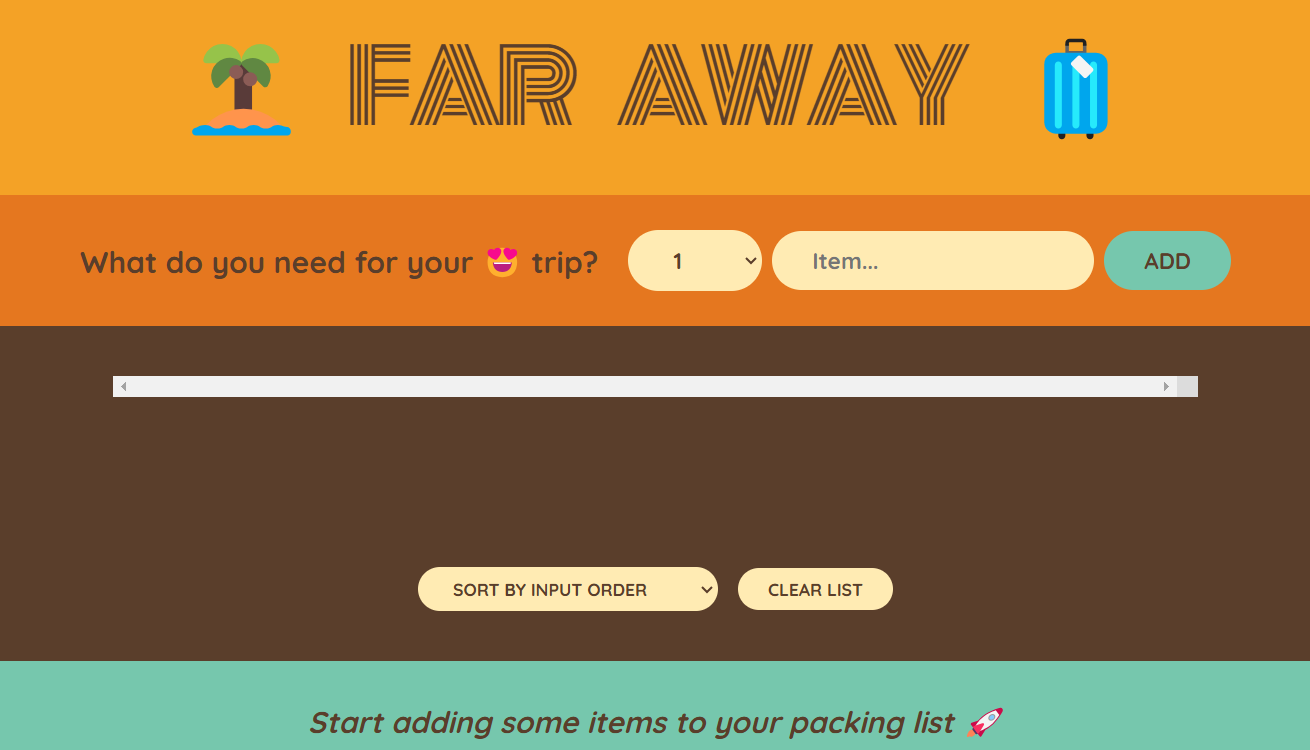 🌴 FAR AWAY 🧳
What do you need for your 😍 trip? 1 Item... ADD
SORT BY INPUT ORDER CLEAR LIST
Start adding some items to your packing list 🚀